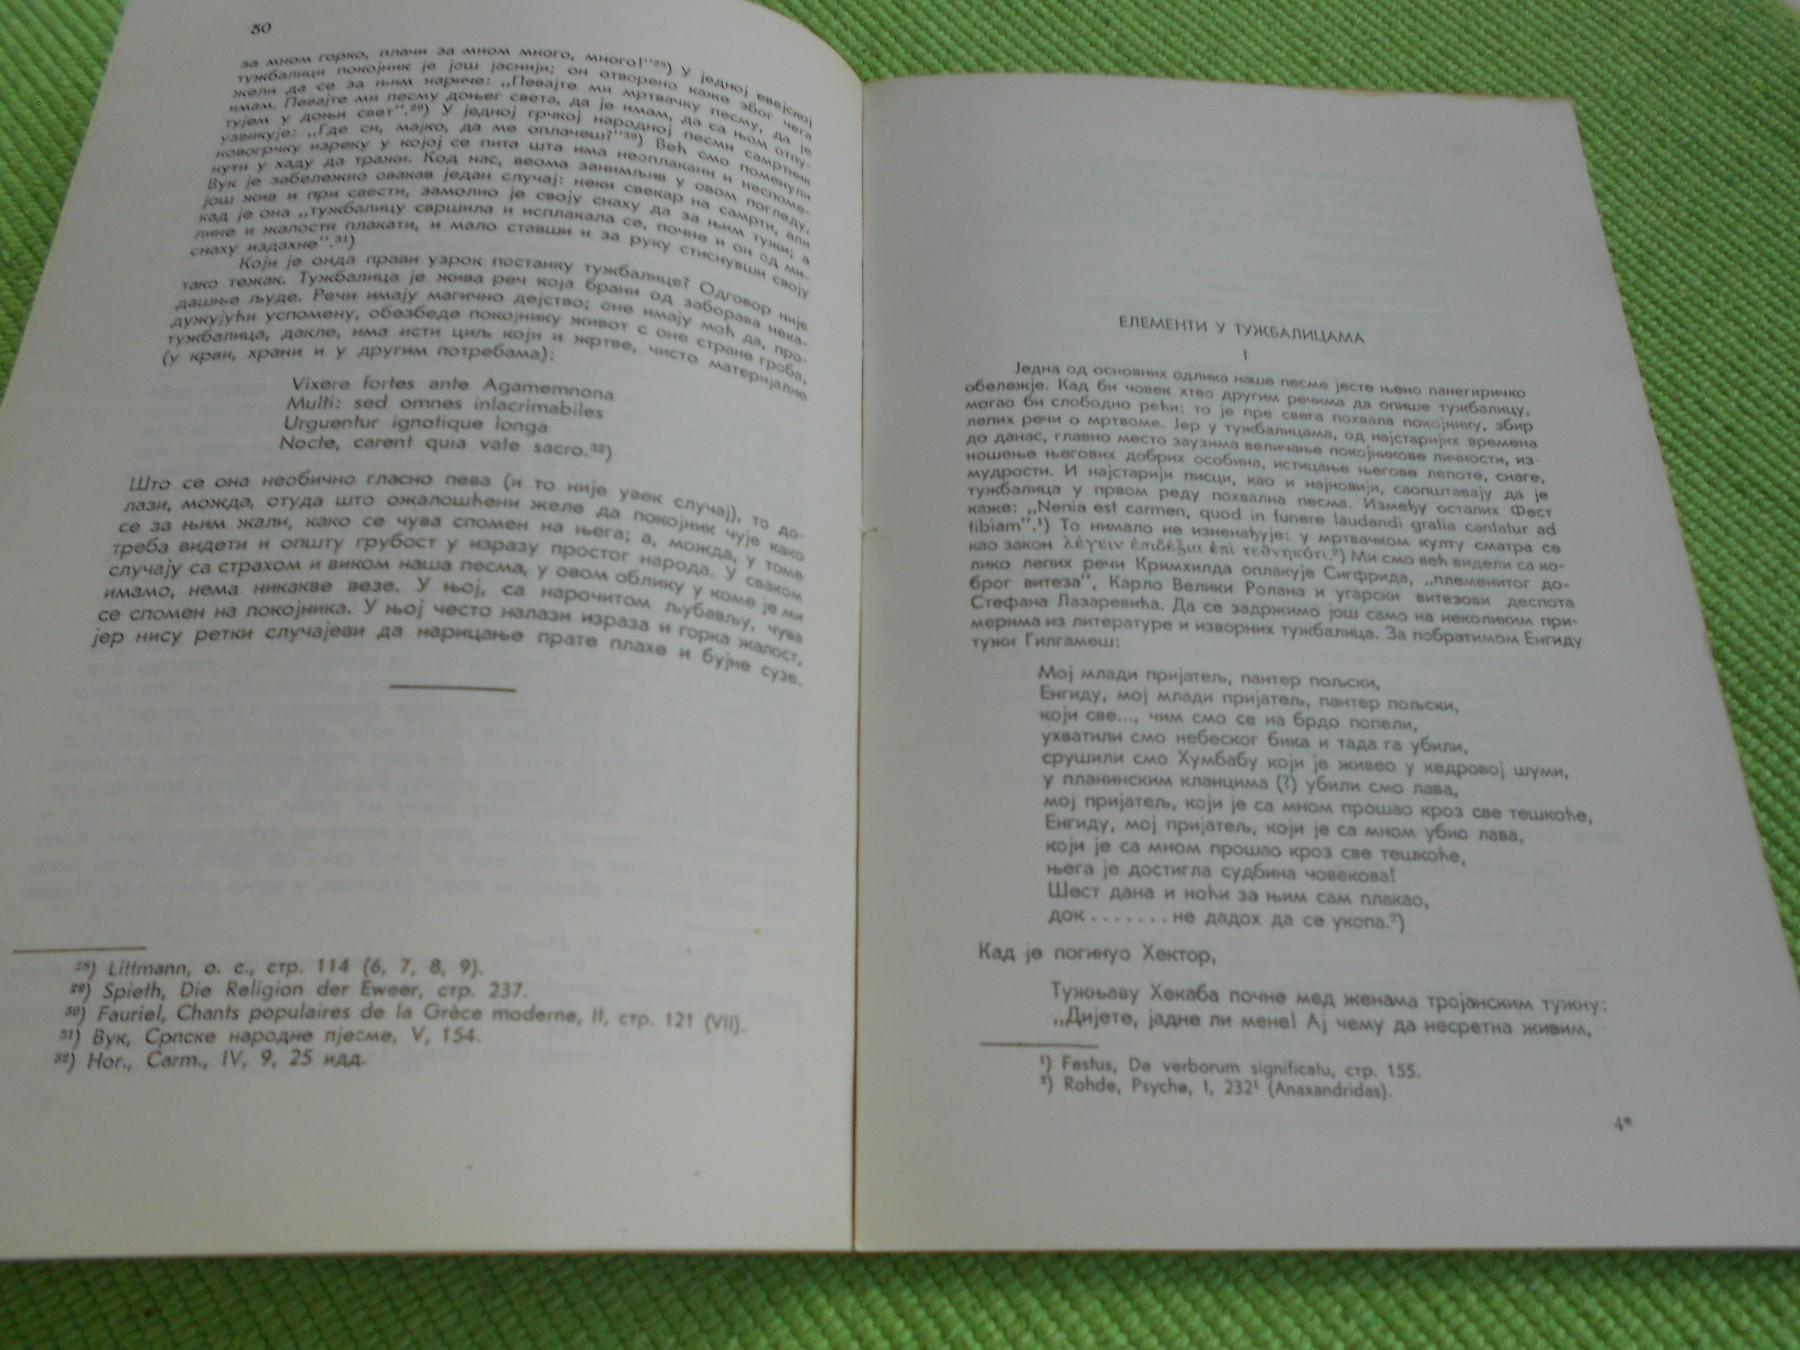 50
за мном горко, плачи за мном много, много!"²⁸) У једној евејској
тужбалици покојник је још јаснији; он отворено каже због чега
жели да се за њим нариче: „Певајте ми мртвачку песму, да је
имам. Певајте ми песму доњег света, да је имам, да са њом отпу-
тујем у доњи свет".²⁹) У једној грчкој народној песми самртник
узвикује: „Где си, мајко, да ме оплачеш?"³⁰) Већ смо поменули
новогрчку изреку у којој се пита шта има неоплакани и неспоме-
нути у хаду да тражи. Код нас, веома занимљив у овом погледу,
Вук је забележио овакав један случај: неки свекар на самрти, али
још жив и при свести, замолио је своју снаху да за њим тужи; а
кад је она „тужбалицу свршила и исплакала се, почне и он од ми-
лине и жалости плакати, и мало ставши и за руку стиснувши своју
снаху издахне".³¹)
Који је онда прави узрок постанку тужбалице? Одговор није
тако тежак. Тужбалица је жива реч која брани од заборава нека-
дашње људе. Речи имају магично дејство; оне имају моћ да, про-
дужујући успомену, обезбеде покојнику живот с оне стране гроба,
тужбалица, дакле, има исти циљ који и жртве, чисто материјалне
(у крви, храни и у другим потребама):
Vixere fortes ante Agamemnona
Multi: sed omnes inlacrimabiles
Urguentur ignotique longa
Nocte, carent quia vate sacro.³²)
Што се она необично гласно пева (и то није увек случај), то до-
лази, можда, отуда што ожалошћени желе да покојник чује како
се за њим жали, како се чува спомен на њега; а, можда, у томе
треба видети и општу грубост у изразу простог народа. У сваком
случају са страхом и виком наша песма, у овом облику у коме је ми
имамо, нема никакве везе. У њој, са нарочитом љубављу, чува
се спомен на покојника. У њој често налази израза и горка жалост,
јер нису ретки случајеви да нарицање прате плахе и бујне сузе.
²⁸) Littmann, o. c., стр. 114 (6, 7, 8, 9).
²⁹) Spieth, Die Religion der Eweer, стр. 237.
³⁰) Fauriel, Chants populaires de la Grèce moderne, II, стр. 121 (VII).
³¹) Вук, Српске народне пјесме, V, 154.
³²) Hor., Carm., IV, 9, 25 идд.
ЕЛЕМЕНТИ У ТУЖБАЛИЦАМА
I
Једна од основних одлика наше песме јесте њено панегиричко
обележје. Кад би човек хтео другим речима да опише тужбалицу,
могао би слободно рећи: то је пре свега похвала покојнику, збир
лепих речи о мртвоме. Јер у тужбалицама, од најстаријих времена
до данас, главно место заузима величање покојникове личности, из-
ношење његових добрих особина, истицање његове лепоте, снаге,
мудрости. И најстарији писци, као и најновији, саопштавају да је
тужбалица у првом реду похвална песма. Између осталих Фест
каже: „Nenia est carmen, quod in funere laudandi gratia cantatur ad
tibiam".¹) То нимало не изненађује: у мртвачком култу сматра се
као закон λέγειν ἐπιδέξια ἐπὶ τεθνηκότι.²) Ми смо већ видели са ко-
лико лепих речи Кримхилда оплакује Сигфрида, „племенитог до-
брог витеза", Карло Велики Ролана и угарски витезови деспота
Стефана Лазаревића. Да се задржимо још само на неколиким при-
мерима из литературе и изворних тужбалица. За побратимом Енгиду
тужи Гилгамеш:
Мој млади пријатељ, пантер пољски,
Енгиду, мој млади пријатељ, пантер пољски,
који све..., чим смо се на брдо попели,
ухватили смо небеског бика и тада га убили,
срушили смо Хумбабу који је живео у кедровој шуми,
у планинским кланцима (?) убили смо лава,
мој пријатељ, који је са мном прошао кроз све тешкоће,
Енгиду, мој пријатељ, који је са мном убио лава,
који је са мном прошао кроз све тешкоће,
њега је достигла судбина човекова!
Шест дана и ноћи за њим сам плакао,
док ....... не дадох да се укопа.³)
Кад је погинуо Хектор,
Тужњаву Хекаба почне мед женама тројанским тужну:
„Дијете, јадне ли мене! Ај чему да несретна живим,
¹) Festus, De verborum significatu, стр. 155.
²) Rohde, Psyche, I, 232¹ (Anaxandridas).
4*